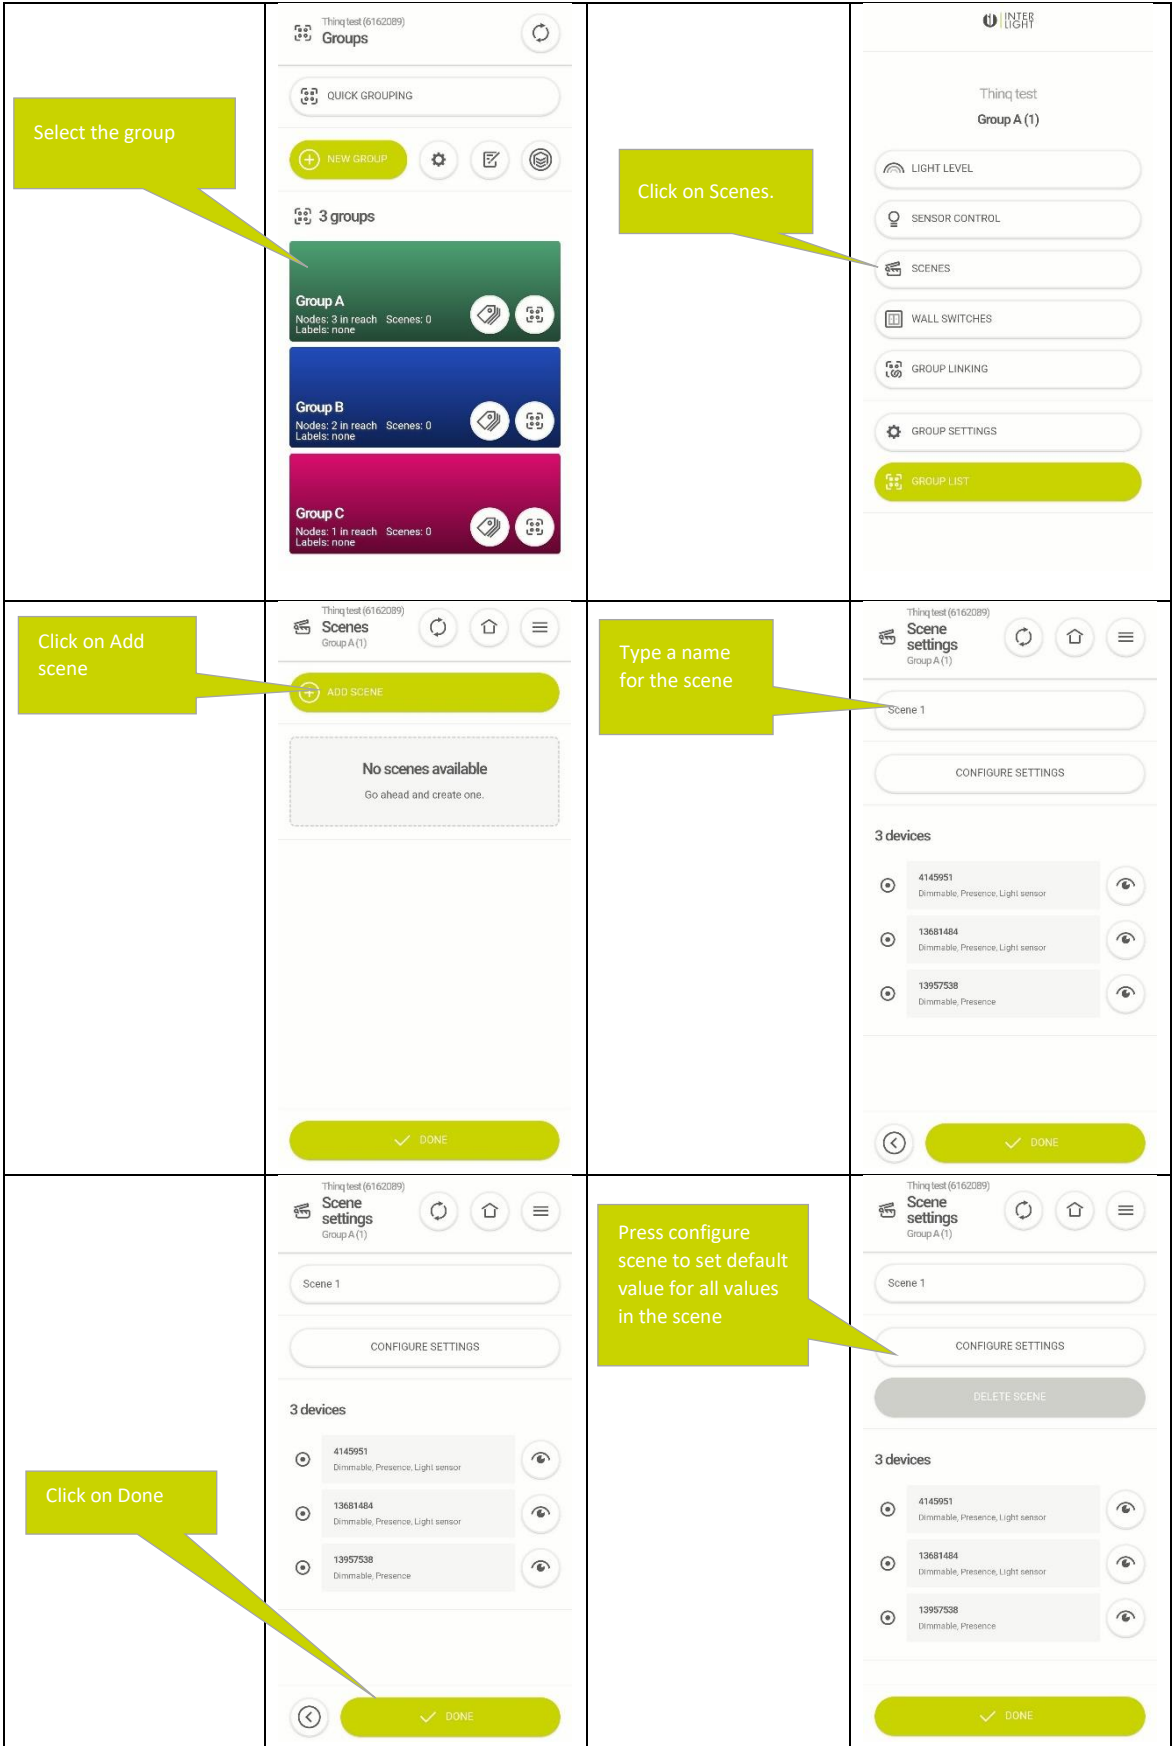 Select the group
Thinq test (6162089)
Groups
QUICK GROUPING
NEW GROUP
3 groups
Group A
Nodes: 3 in reach Scenes: 0
Labels: none
Group B
Nodes: 2 in reach Scenes: 0
Labels: none
Group C
Nodes: 1 in reach Scenes: 0
Labels: none
Click on Scenes.
INTER
LIGHT
Thinq test
Group A (1)
LIGHT LEVEL
SENSOR CONTROL
SCENES
WALL SWITCHES
GROUP LINKING
GROUP SETTINGS
GROUP LIST
Click on Add
scene
Thinq test (6162089)
Scenes
Group A (1)
ADD SCENE
No scenes available
Go ahead and create one.
DONE
Type a name
for the scene
Thinq test (6162089)
Scene
settings
Group A (1)
Scene 1
CONFIGURE SETTINGS
3 devices
4145951
Dimmable, Presence, Light sensor
13681484
Dimmable, Presence, Light sensor
13957538
Dimmable, Presence
DONE
Click on Done
Thinq test (6162089)
Scene
settings
Group A (1)
Scene 1
CONFIGURE SETTINGS
3 devices
4145951
Dimmable, Presence, Light sensor
13681484
Dimmable, Presence, Light sensor
13957538
Dimmable, Presence
DONE
Press configure
scene to set default
value for all values
in the scene
Thinq test (6162089)
Scene
settings
Group A (1)
Scene 1
CONFIGURE SETTINGS
DELETE SCENE
3 devices
4145951
Dimmable, Presence, Light sensor
13681484
Dimmable, Presence, Light sensor
13957538
Dimmable, Presence
DONE